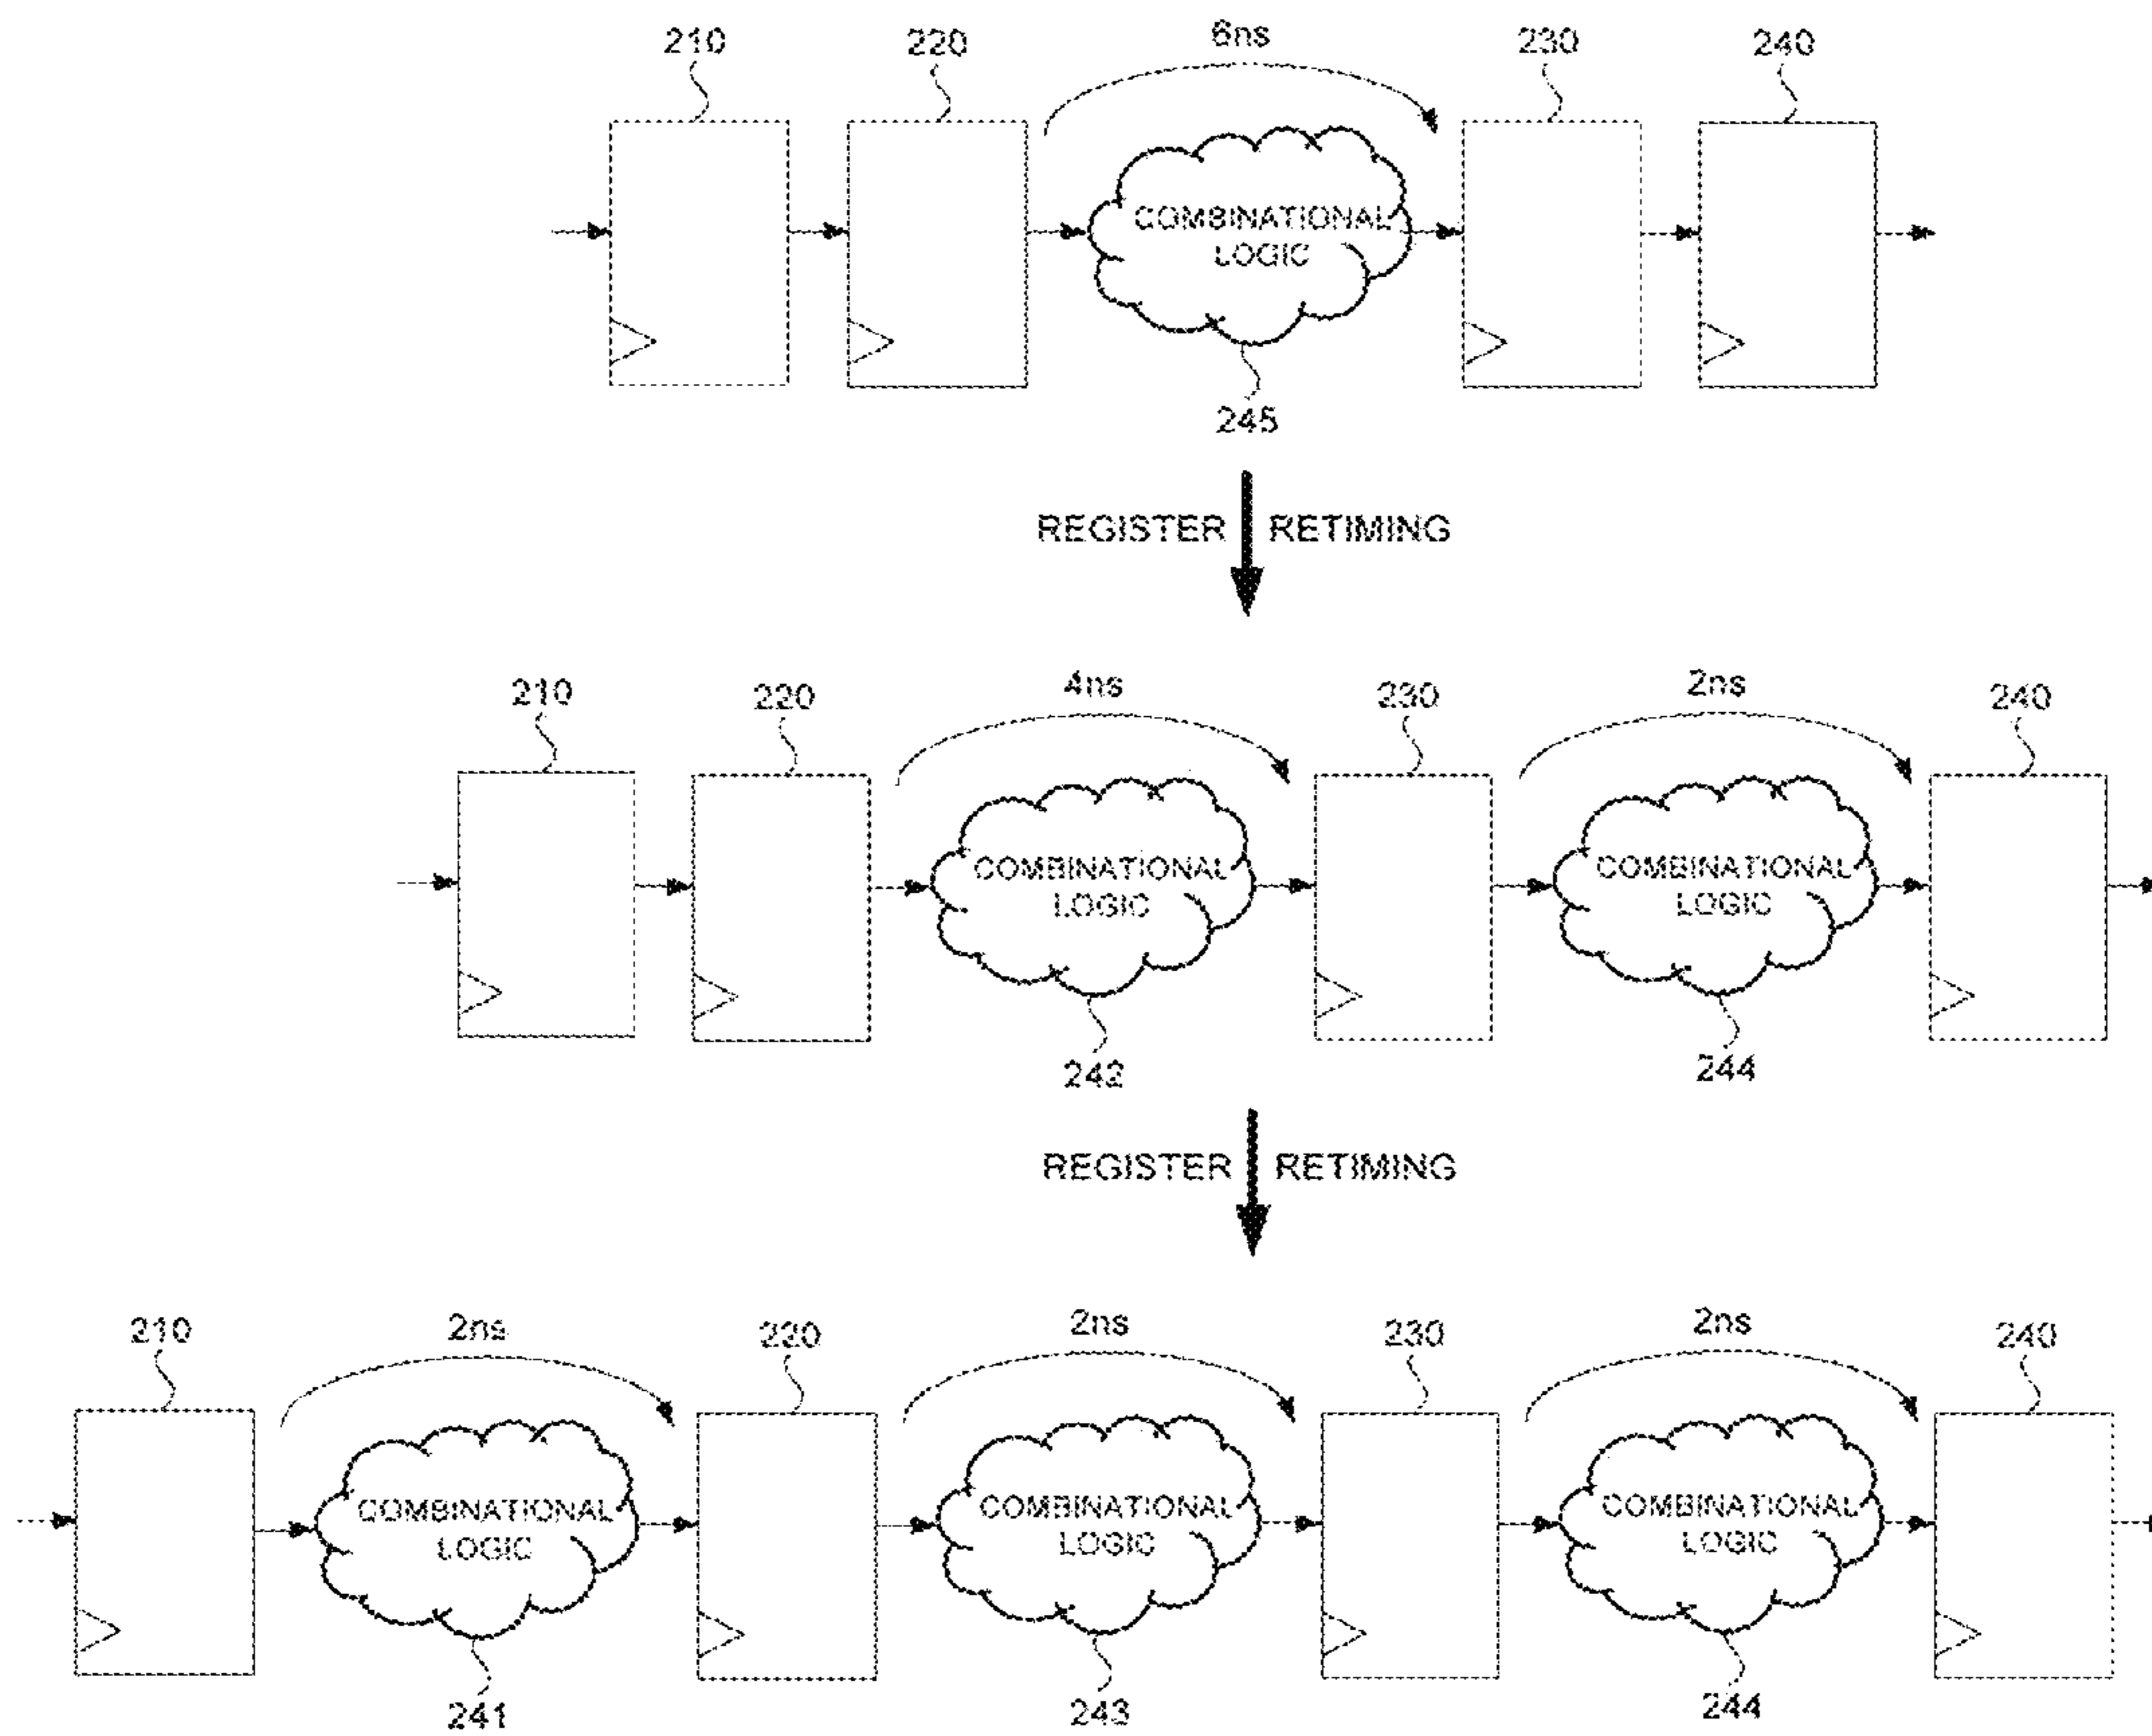 210 220 6ns 230 240
COMBINATIONAL
LOGIC
245
REGISTER RETIMING
210 220 4ns 230 2ns 240
COMBINATIONAL COMBINATIONAL
LOGIC LOGIC
242 244
REGISTER RETIMING
210 2ns 220 2ns 230 2ns 240
COMBINATIONAL COMBINATIONAL COMBINATIONAL
LOGIC LOGIC LOGIC
241 243 244